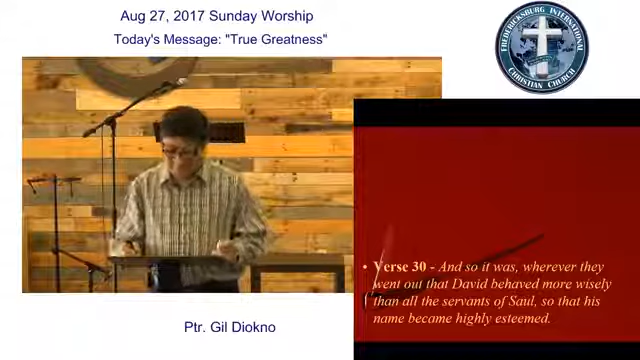 Aug 27, 2017 Sunday Worship
Today's Message: "True Greatness"
FREDERICKSBURG INTERNATIONAL
CHRISTIAN CHURCH
• Verse 30 - And so it was, wherever they
went out that David behaved more wisely
than all the servants of Saul, so that his
name became highly esteemed.
Ptr. Gil Diokno